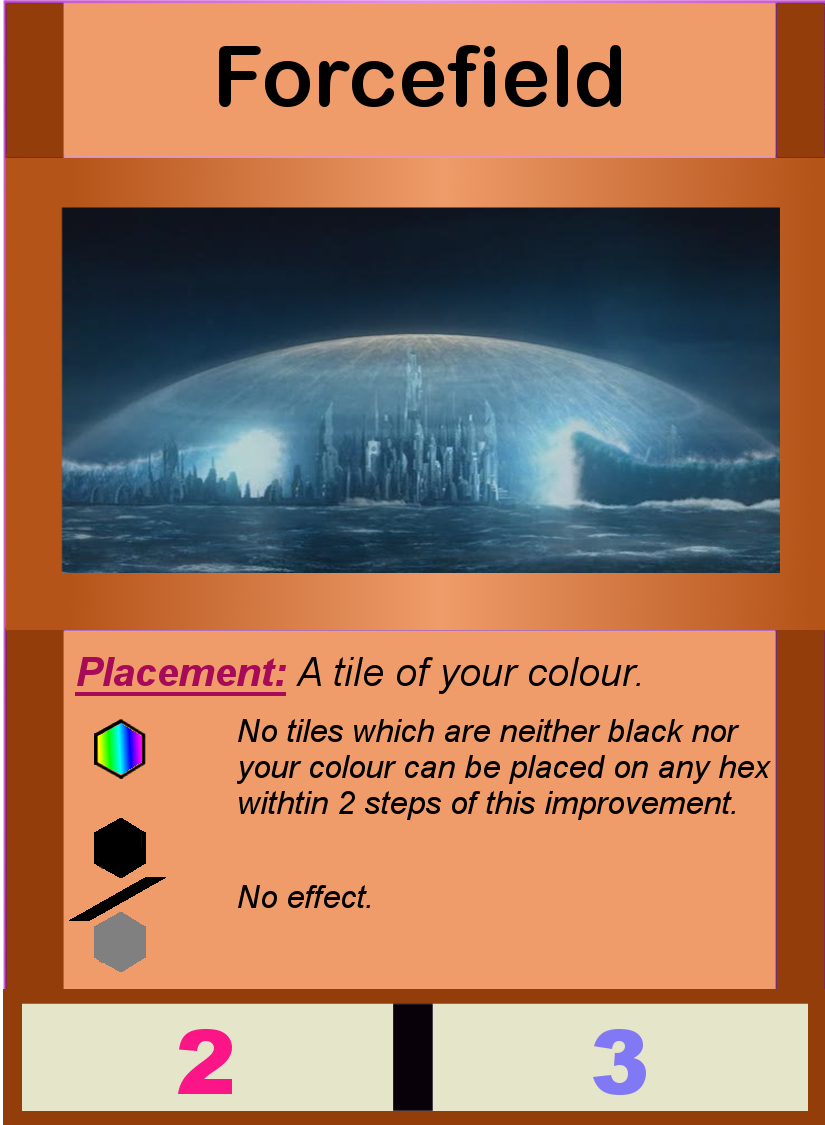 Forcefield
Placement: A tile of your colour.
No tiles which are neither black nor
your colour can be placed on any hex
withtin 2 steps of this improvement.
No effect.
2
3